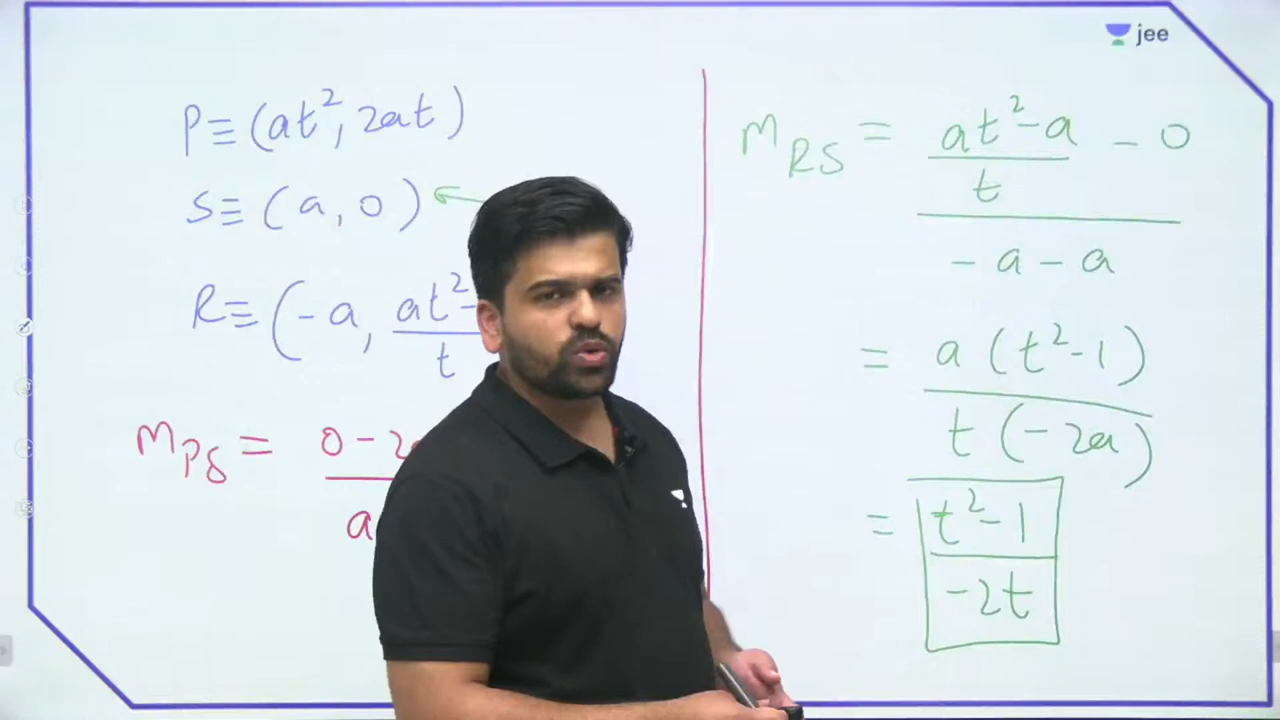 jee
P≡(at², 2at)
S≡(a, 0)
R≡(-a, at²-
t
m_PS = 0-2
a
m_RS = at²-a - 0
t
-a-a
= a(t²-1)
t(-2a)
= t²-1
-2t